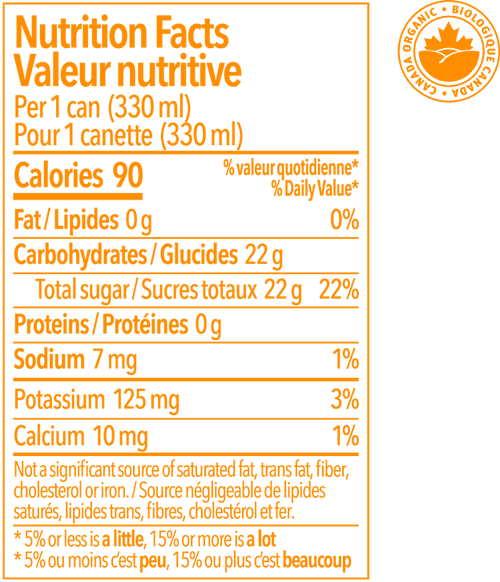 Nutrition Facts
Valeur nutritive
Per 1 can (330 ml)
Pour 1 canette (330 ml)
Calories 90
% valeur quotidienne*
% Daily Value*
Fat / Lipides 0 g 0%
Carbohydrates / Glucides 22 g
Total sugar / Sucres totaux 22 g 22%
Proteins / Protéines 0 g
Sodium 7 mg 1%
Potassium 125 mg 3%
Calcium 10 mg 1%
Not a significant source of saturated fat, trans fat, fiber,
cholesterol or iron. / Source négligeable de lipides
saturés, lipides trans, fibres, cholestérol et fer.
* 5% or less is a little, 15% or more is a lot
* 5% ou moins c'est peu, 15% ou plus c'est beaucoup
CANADA ORGANIC • BIOLOGIQUE CANADA •